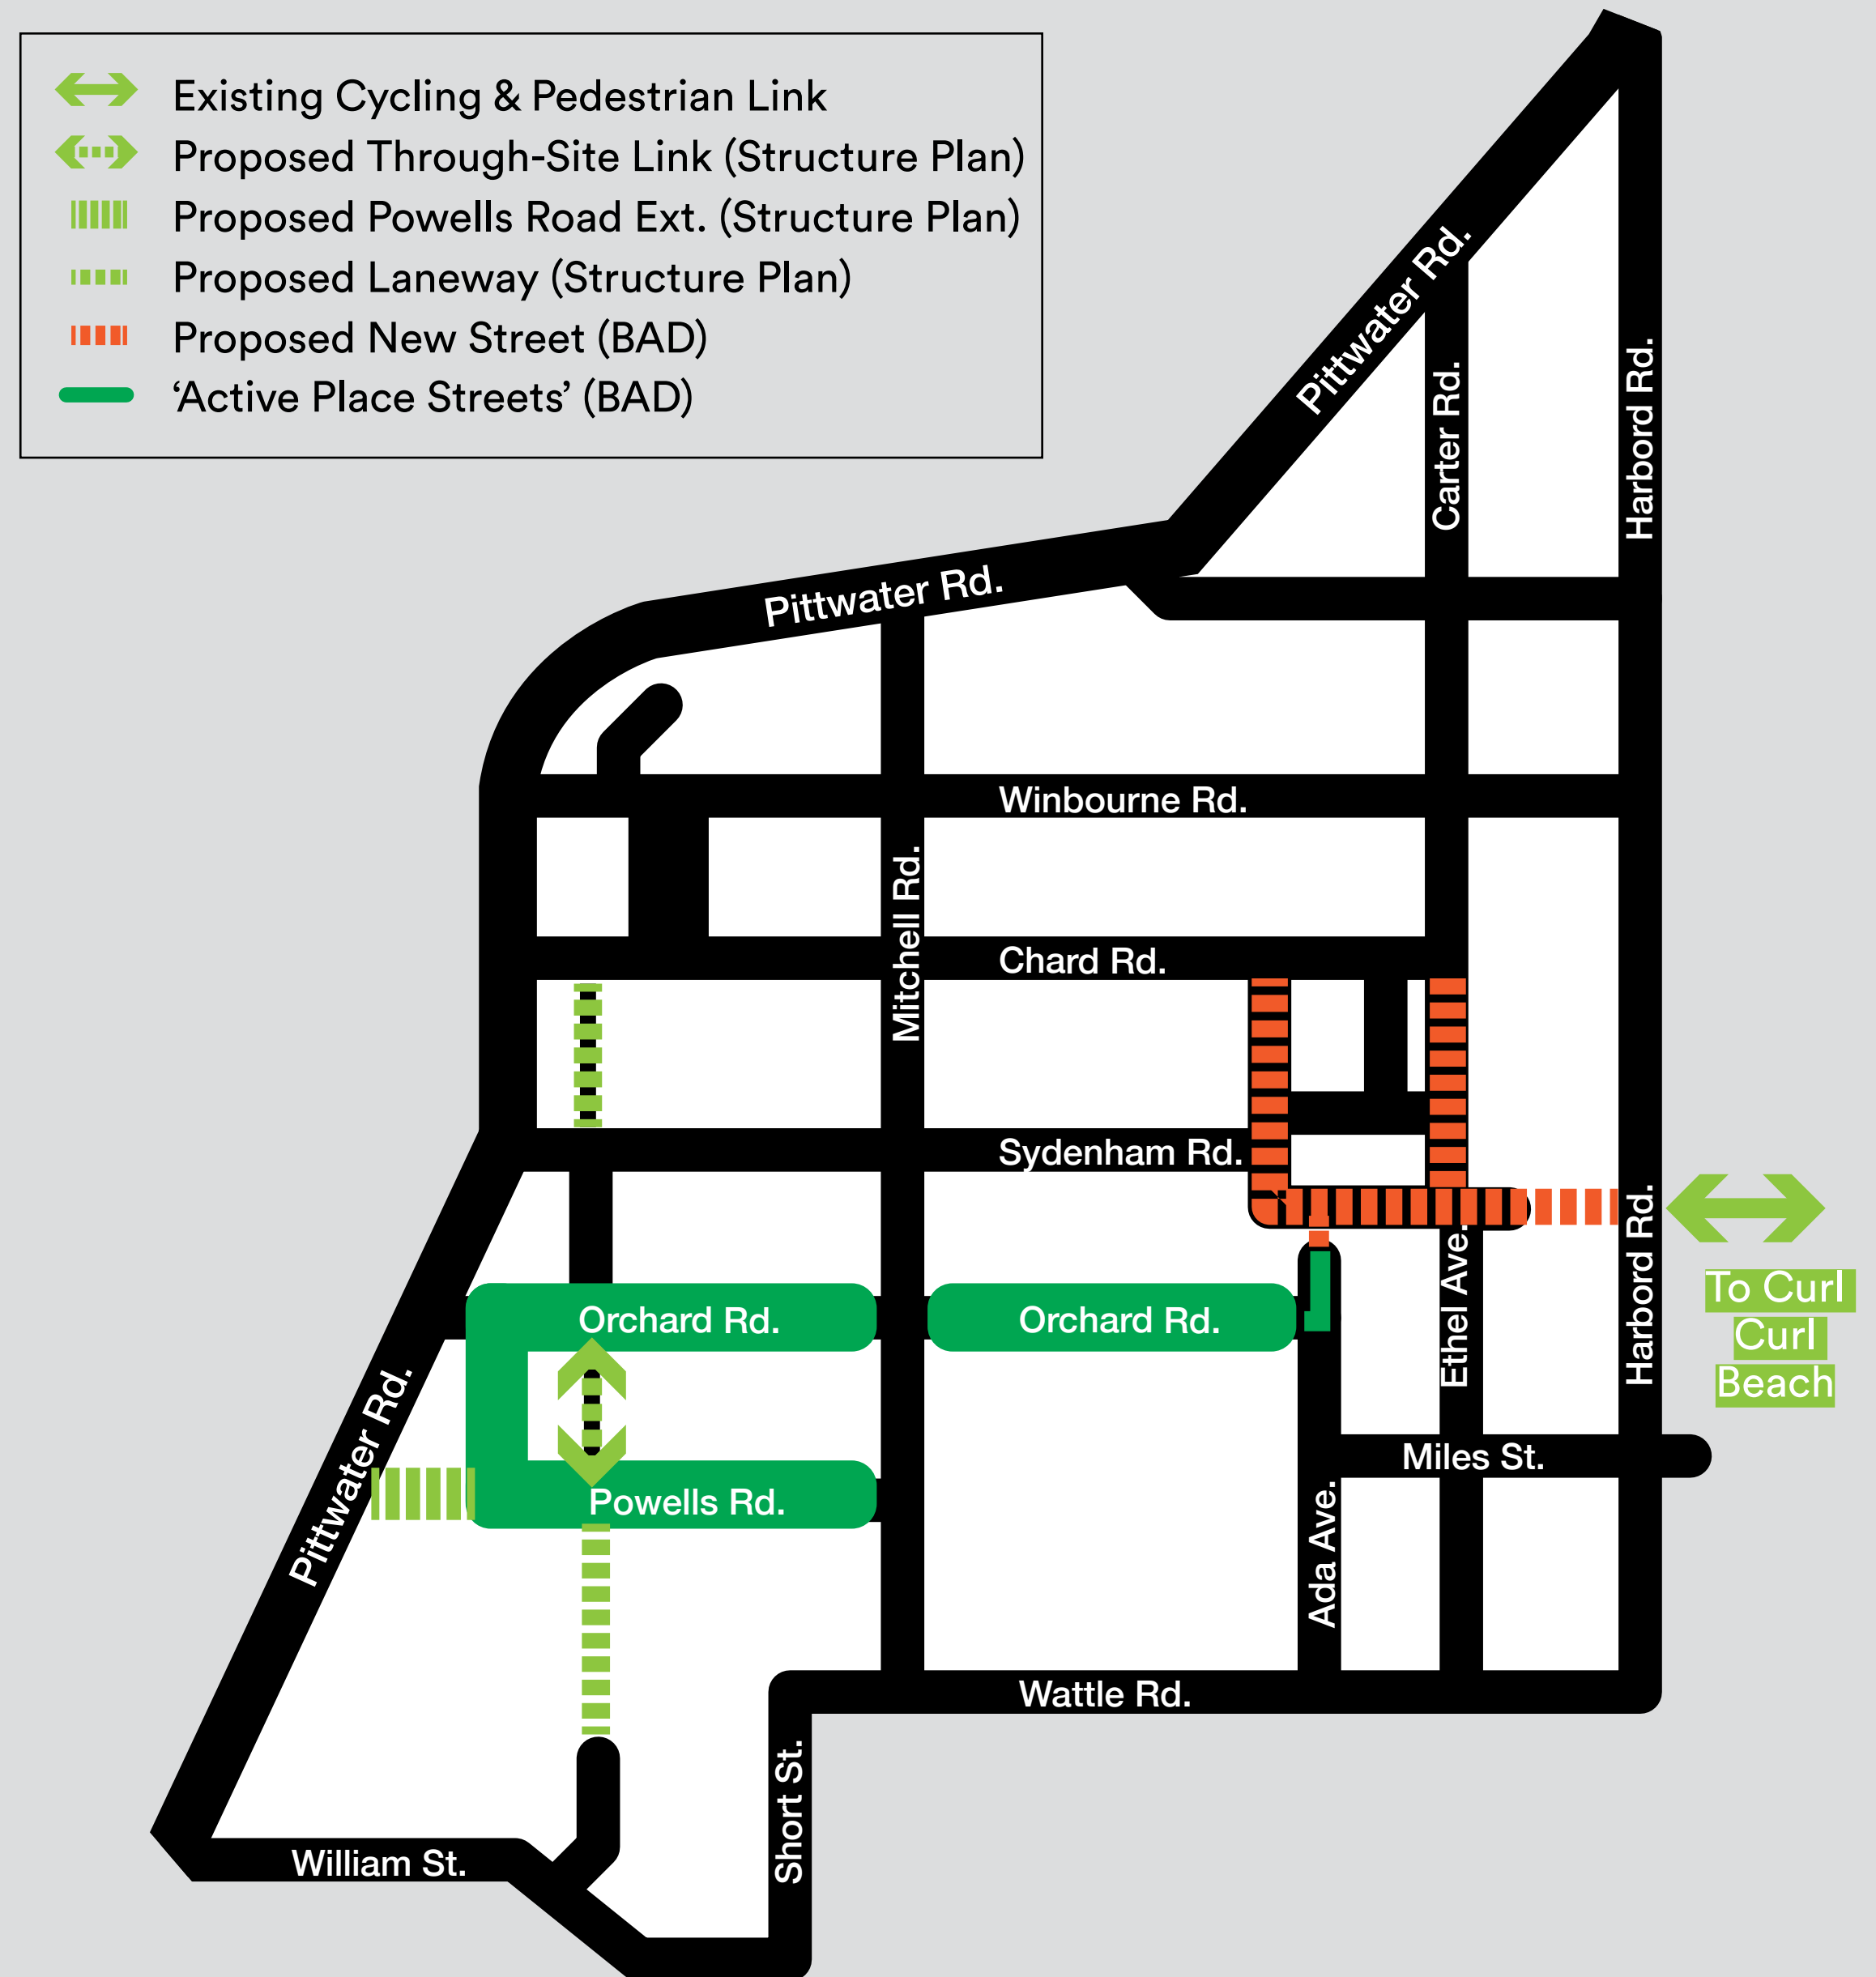 Existing Cycling & Pedestrian Link
Proposed Through-Site Link (Structure Plan)
Proposed Powells Road Ext. (Structure Plan)
Proposed Laneway (Structure Plan)
Proposed New Street (BAD)
‘Active Place Streets’ (BAD)
Pittwater Rd.
Carter Rd.
Harbord Rd.
Pittwater Rd.
Winbourne Rd.
Mitchell Rd.
Chard Rd.
Sydenham Rd.
Harbord Rd.
Ethel Ave.
To Curl
Curl
Beach
Orchard Rd.
Orchard Rd.
Pittwater Rd.
Powells Rd.
Miles St.
Ada Ave.
Wattle Rd.
Short St.
William St.